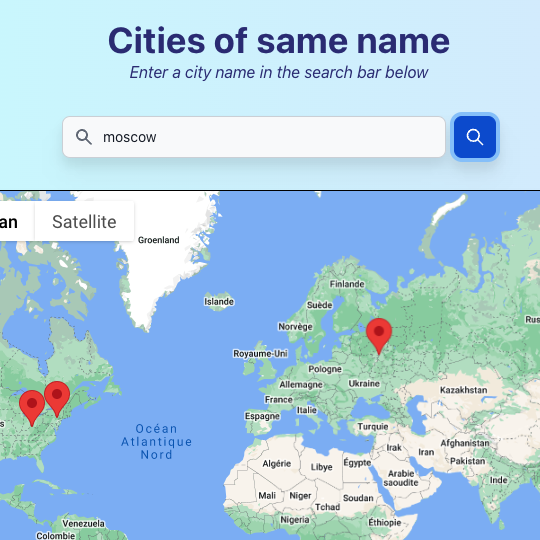 Cities of same name
Enter a city name in the search bar below
moscow
an
Satellite
Groenland
Islande
Finlande
Suède
Norvège
Rus
Royaume-Uni
Pologne
Allemagne
Ukraine
Kazakhstan
France
Italie
Espagne
Turquie
s
Océan
Atlantique
Nord
Afghanistan
Irak
Iran
Pakistan
Algérie
Libye
Égypte
Arabie
saoudite
Inde
Mali
Niger
Soudan
Tchad
Nigeria
Éthiopie
Venezuela
Colombie